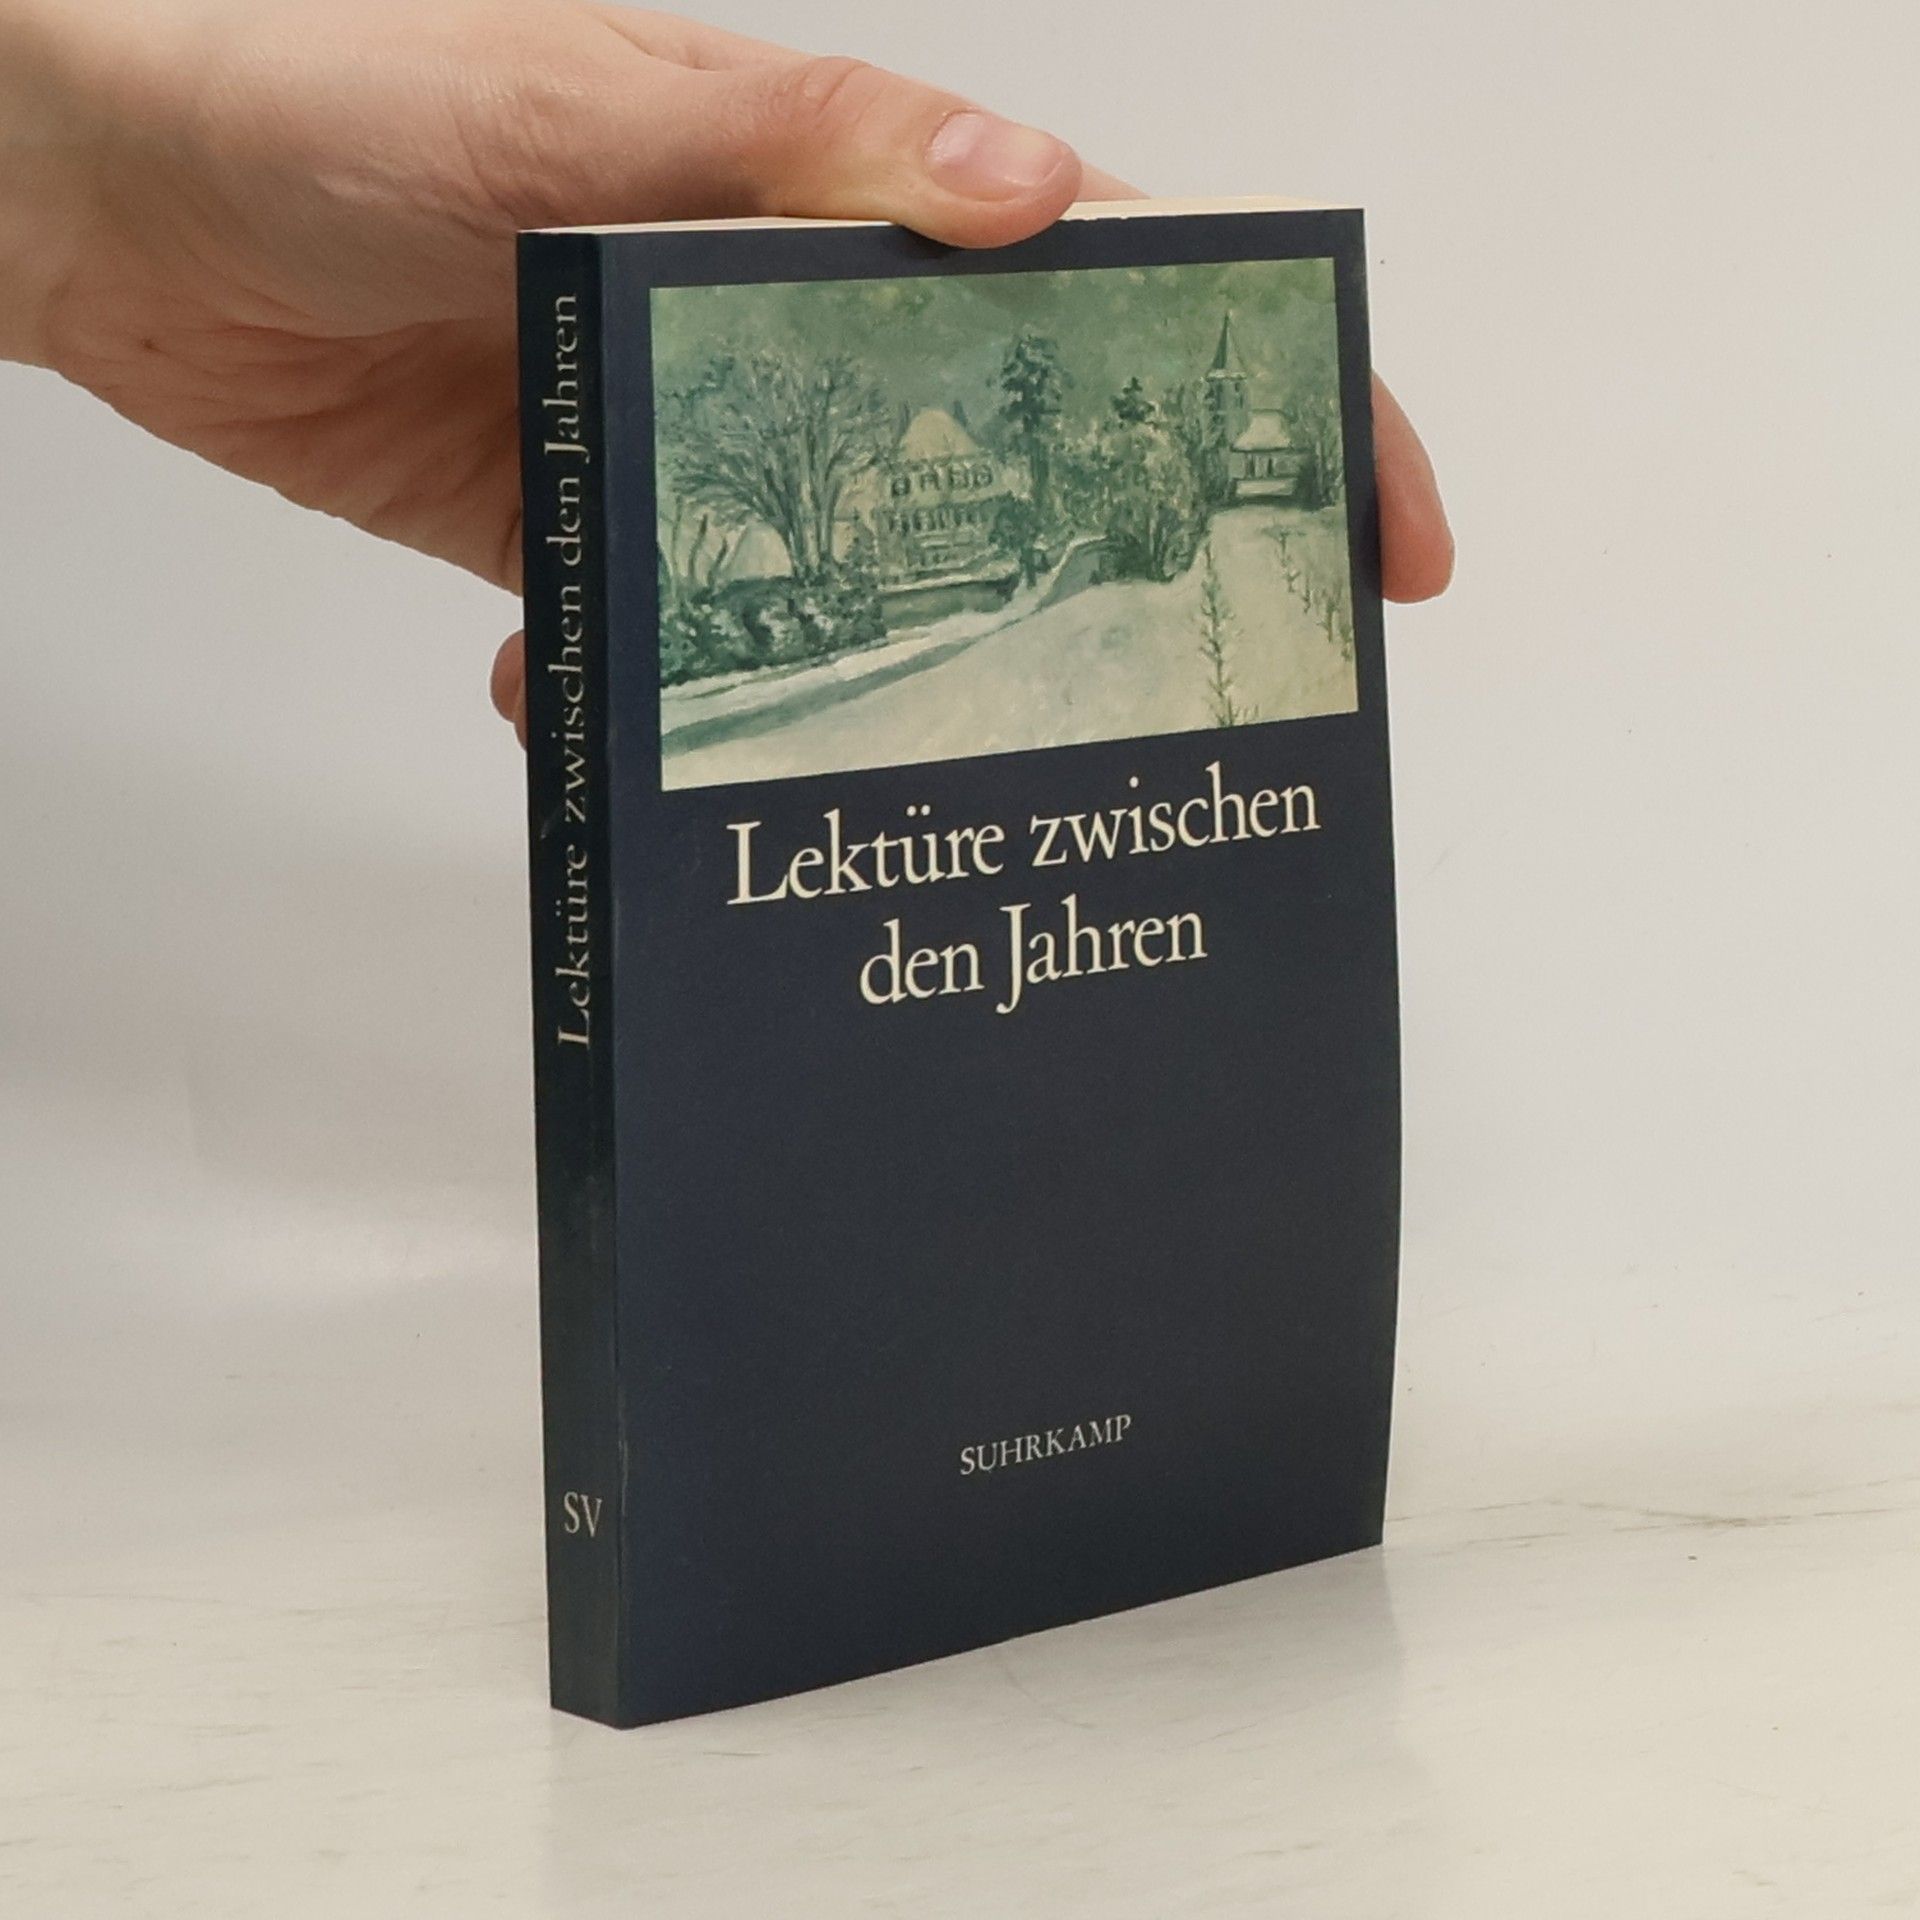 Lektüre zwischen den Jahren
SV
Lektüre zwischen
den Jahren
SUHRKAMP